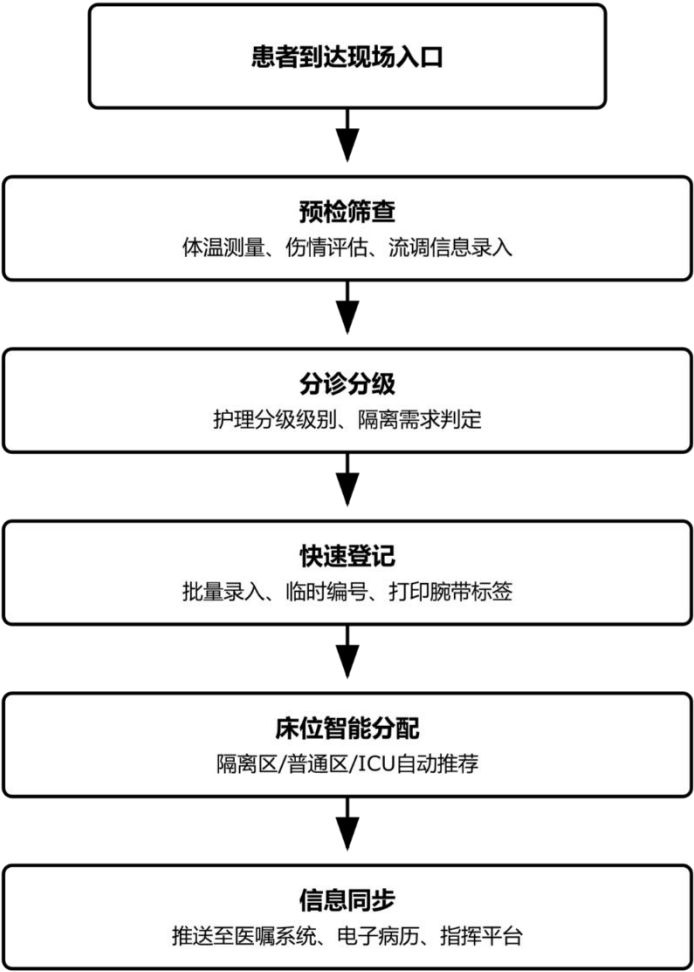 患者到达现场入口
预检筛查
体温测量、伤情评估、流调信息录入
分诊分级
护理分级级别、隔离需求判定
快速登记
批量录入、临时编号、打印腕带标签
床位智能分配
隔离区/普通区/ICU自动推荐
信息同步
推送至医嘱系统、电子病历、指挥平台